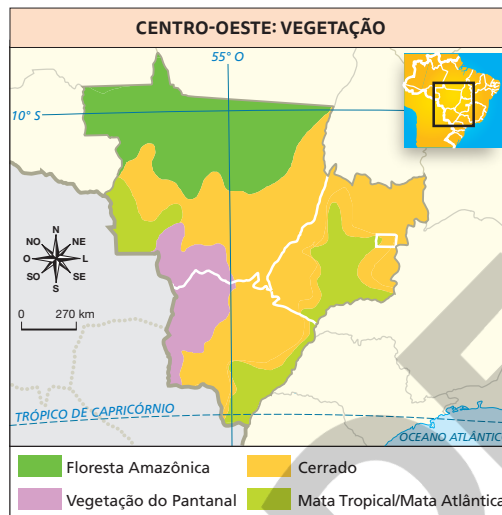 CENTRO-OESTE: VEGETAÇÃO
55° O
10° S
N
NO NE
O L
SO SE
S
0 270 km
TRÓPICO DE CAPRICÓRNIO
OCEANO ATLÂNTICO
Floresta Amazônica
Cerrado
Vegetação do Pantanal
Mata Tropical/Mata Atlântica